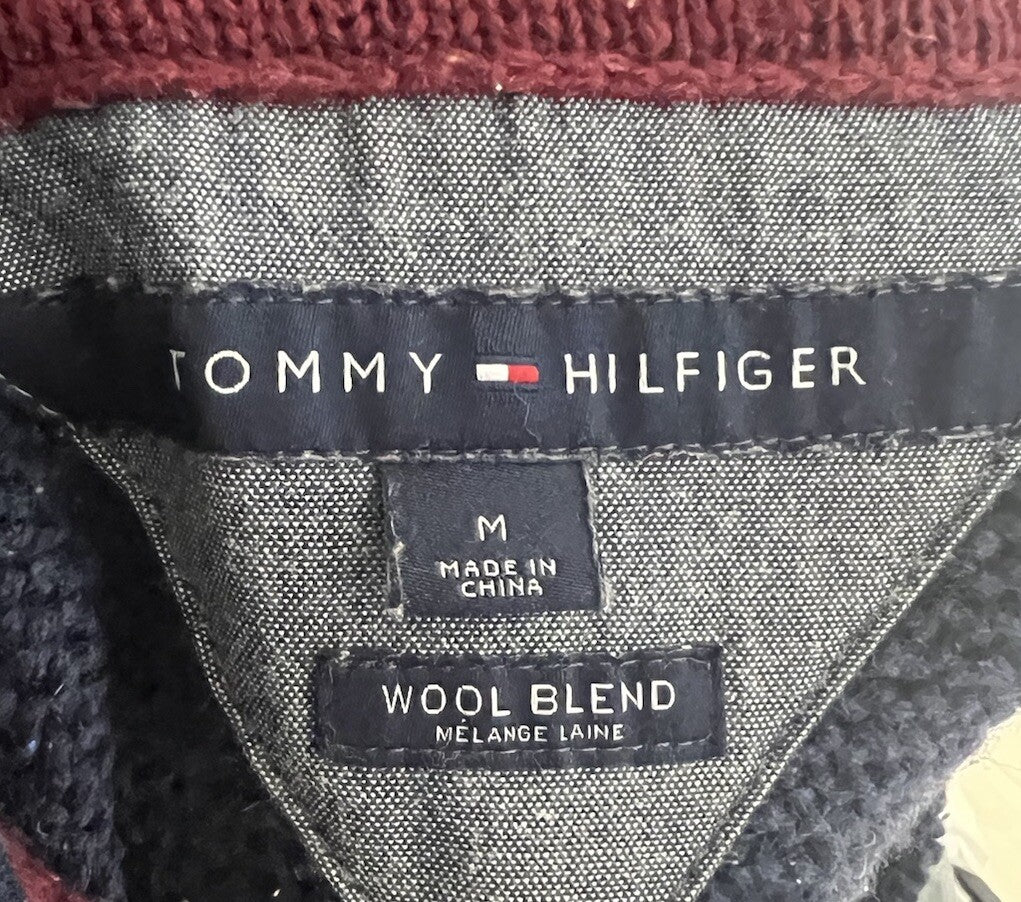 TOMMY HILFIGER
M
MADE IN
CHINA
WOOL BLEND
MÉLANGE LAINE